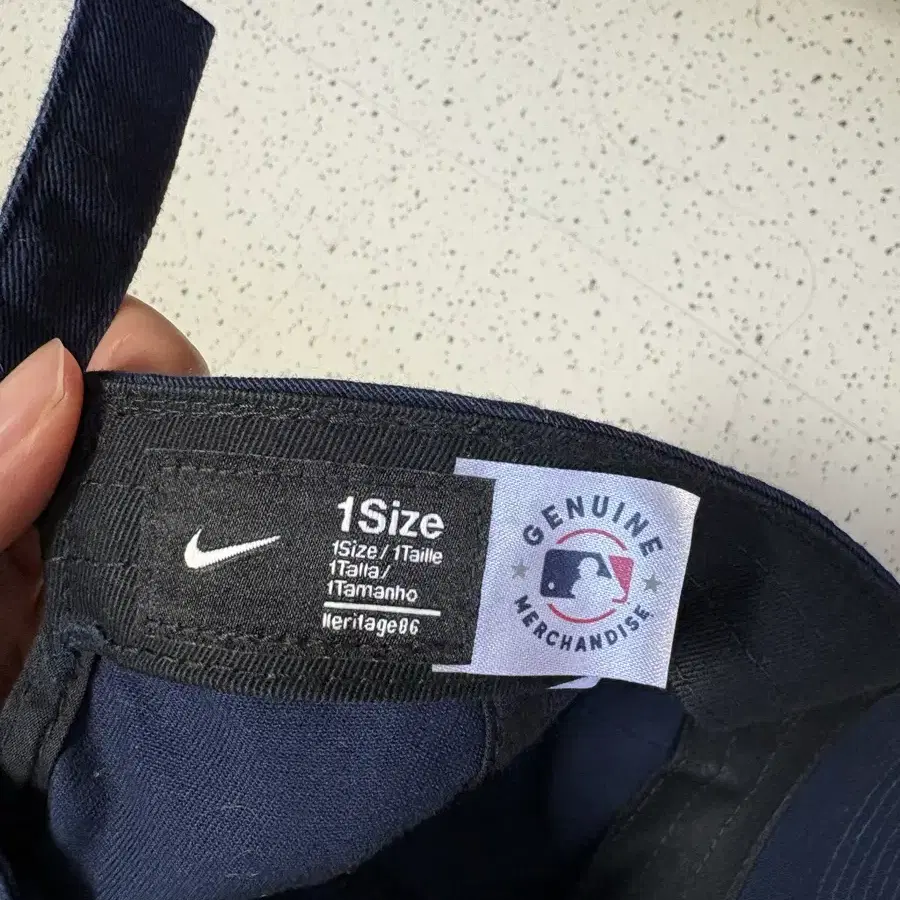 1Size
1Size / 1Taille
1Talla /
1Tamanho
Heritage86
GENUINE
MERCHANDISE